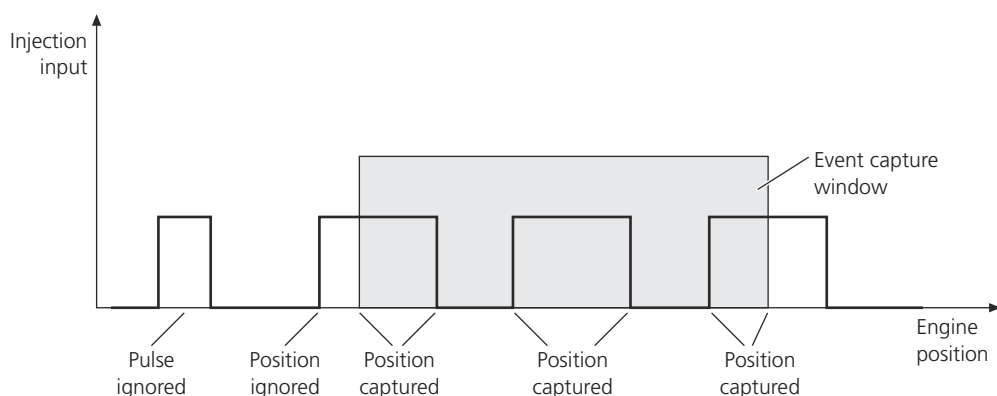 Injection
input
Event capture
window
Engine
position
Pulse
ignored
Position
ignored
Position
captured
Position
captured
Position
captured